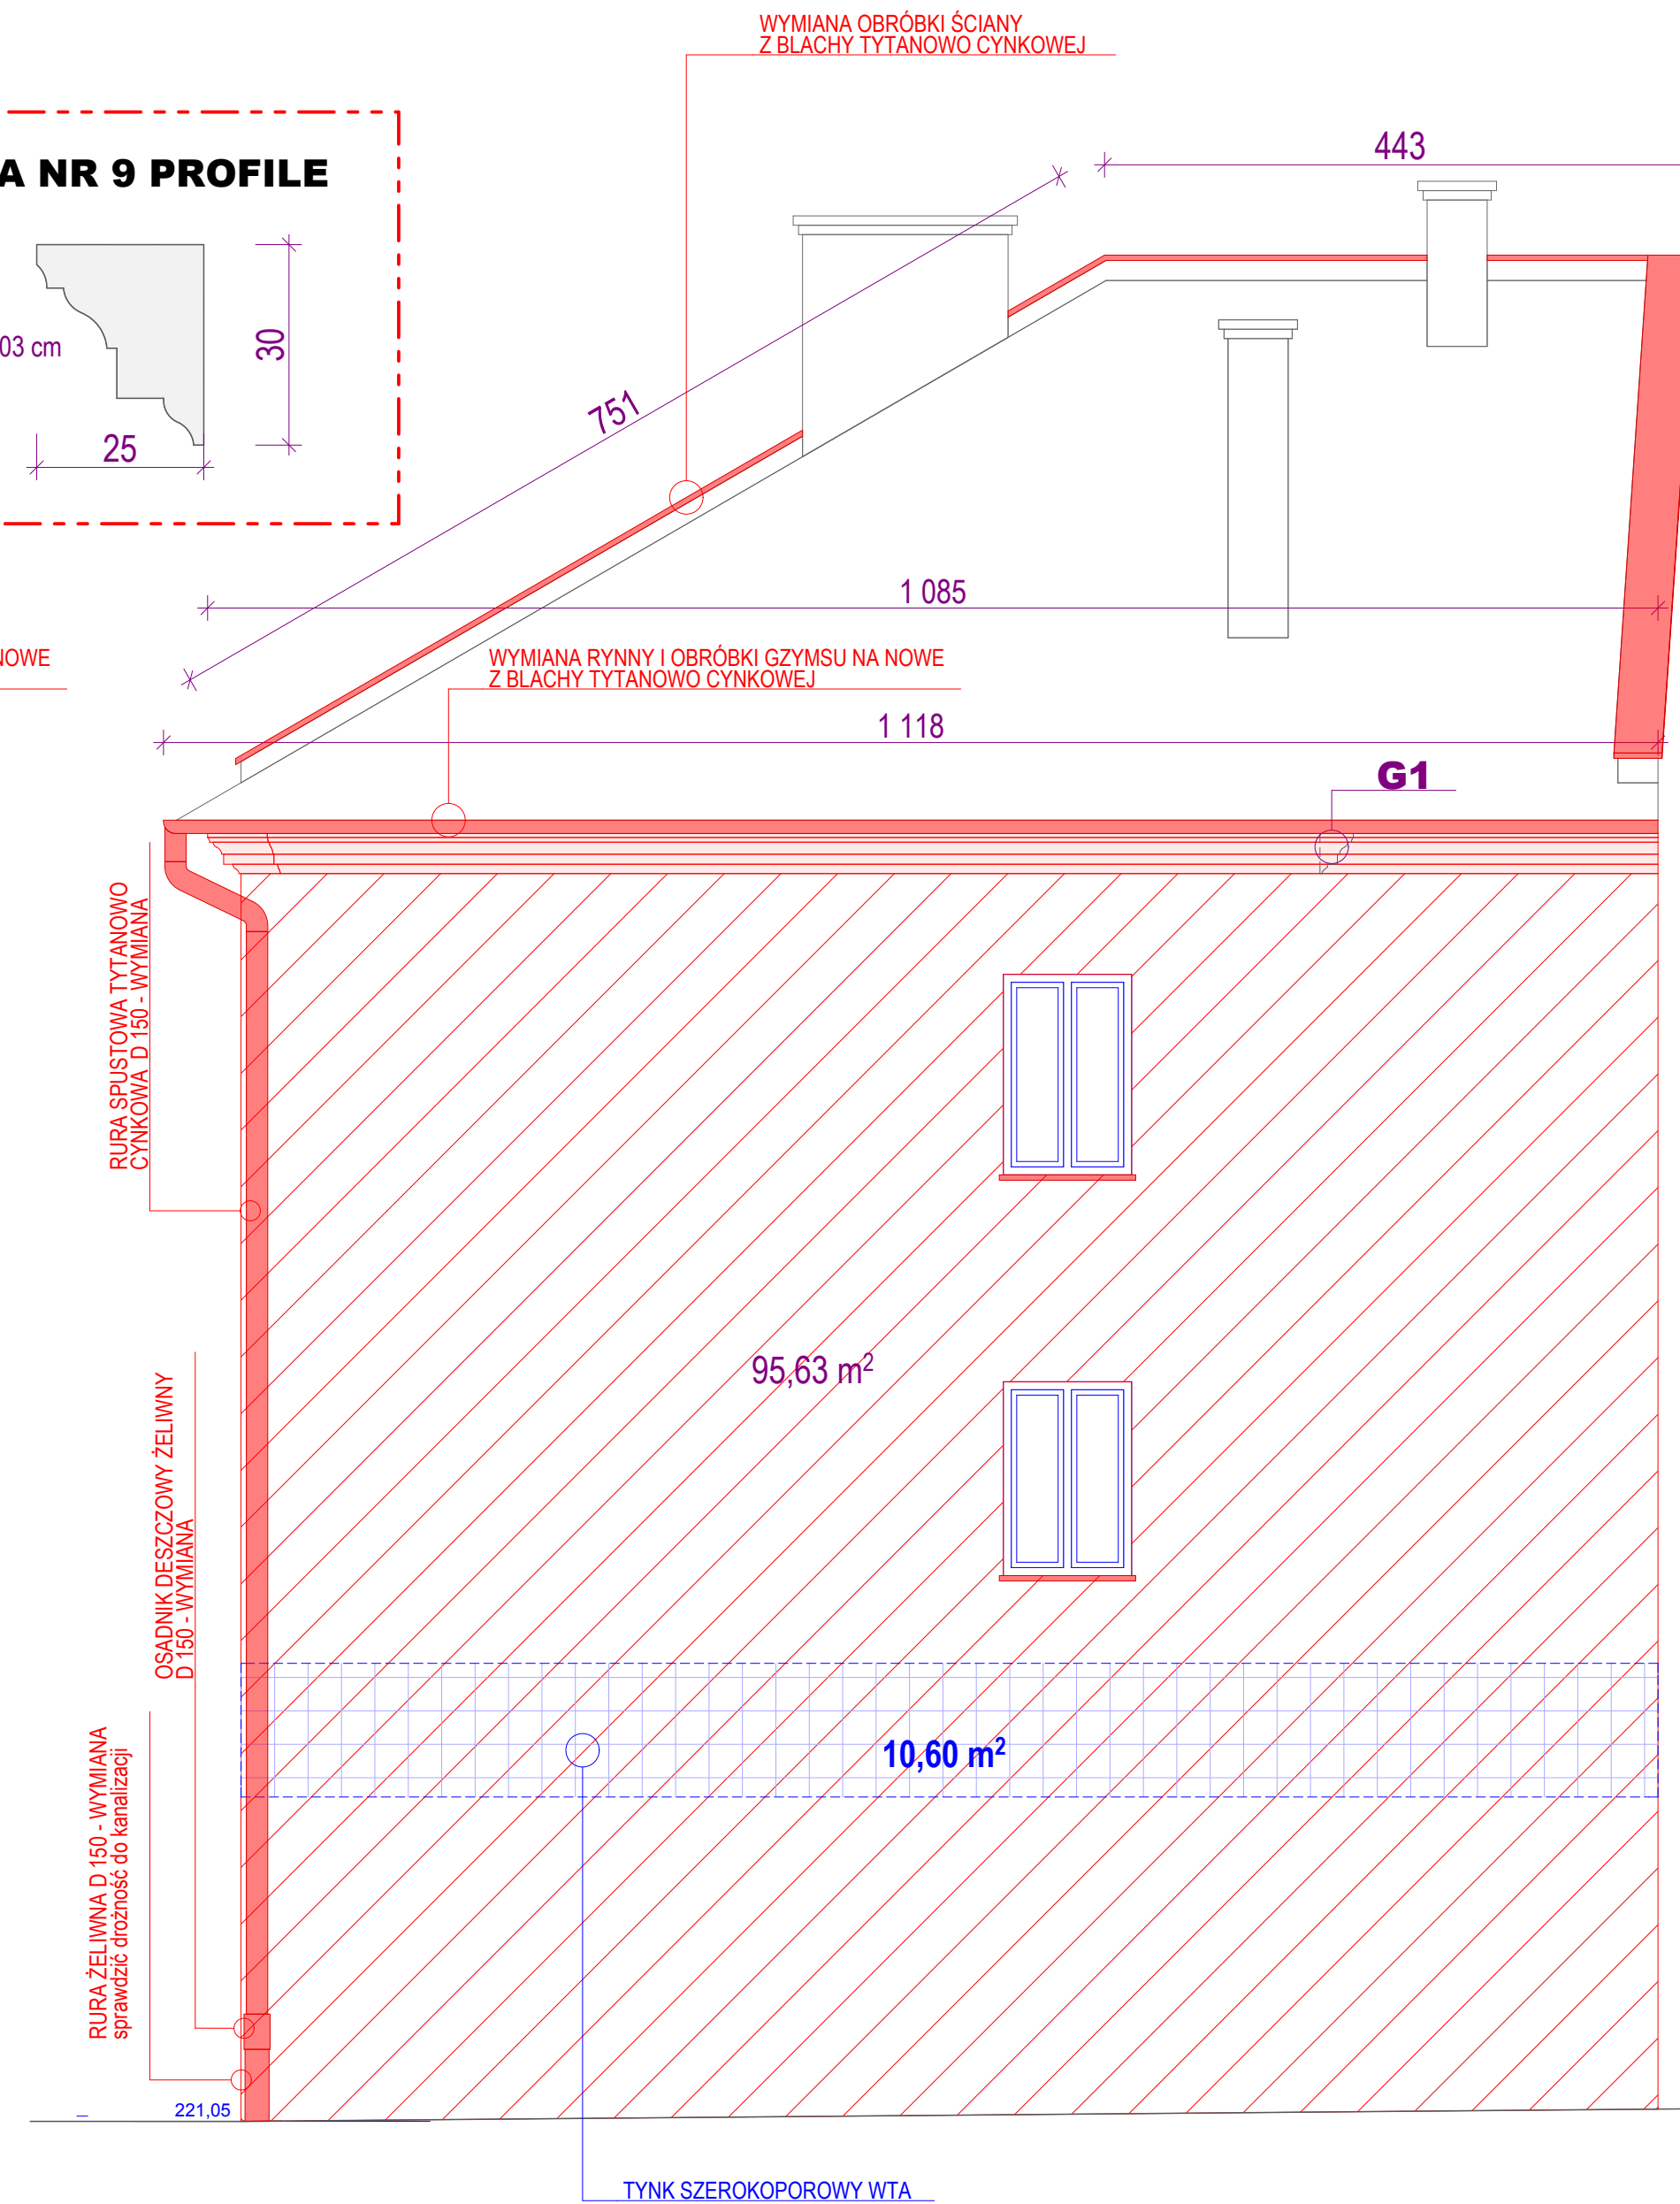 WYMIANA OBRÓBKI ŚCIANY
Z BLACHY TYTANOWO CYNKOWEJ
A NR 9 PROFILE
443
03 cm
30
25
751
1 085
NOWE
WYMIANA RYNNY I OBRÓBKI GZYMSU NA NOWE
Z BLACHY TYTANOWO CYNKOWEJ
1 118
G1
RURA SPUSTOWA TYTANOWO
CYNKOWA D 150 - WYMIANA
95,63 m²
OSADNIK DESZCZOWY ŻELIWNY
D 150 - WYMIANA
10,60 m²
RURA ŻELIWNA D 150 - WYMIANA
sprawdzić drożność do kanalizacji
221,05
TYNK SZEROKOPOROWY WTA